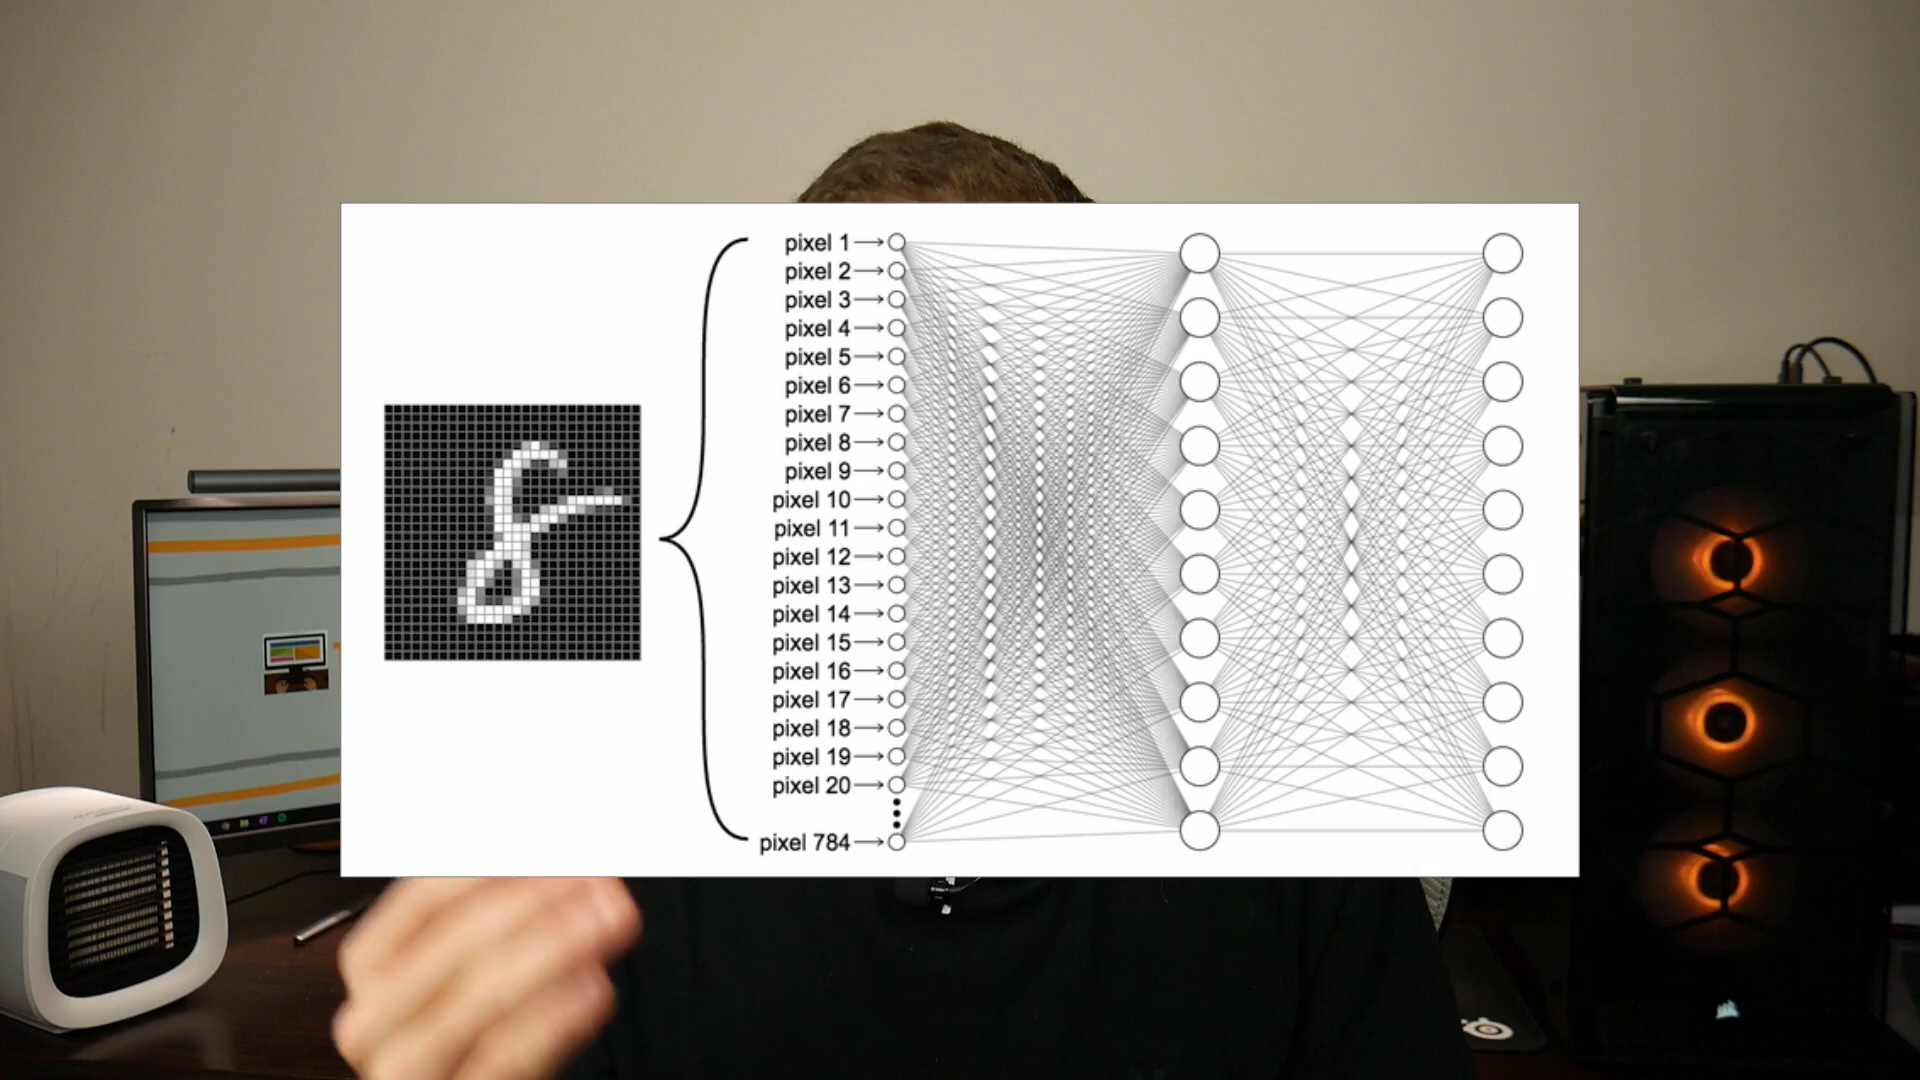 pixel 1
pixel 2
pixel 3
pixel 4
pixel 5
pixel 6
pixel 7
pixel 8
pixel 9
pixel 10
pixel 11
pixel 12
pixel 13
pixel 14
pixel 15
pixel 16
pixel 17
pixel 18
pixel 19
pixel 20
pixel 784